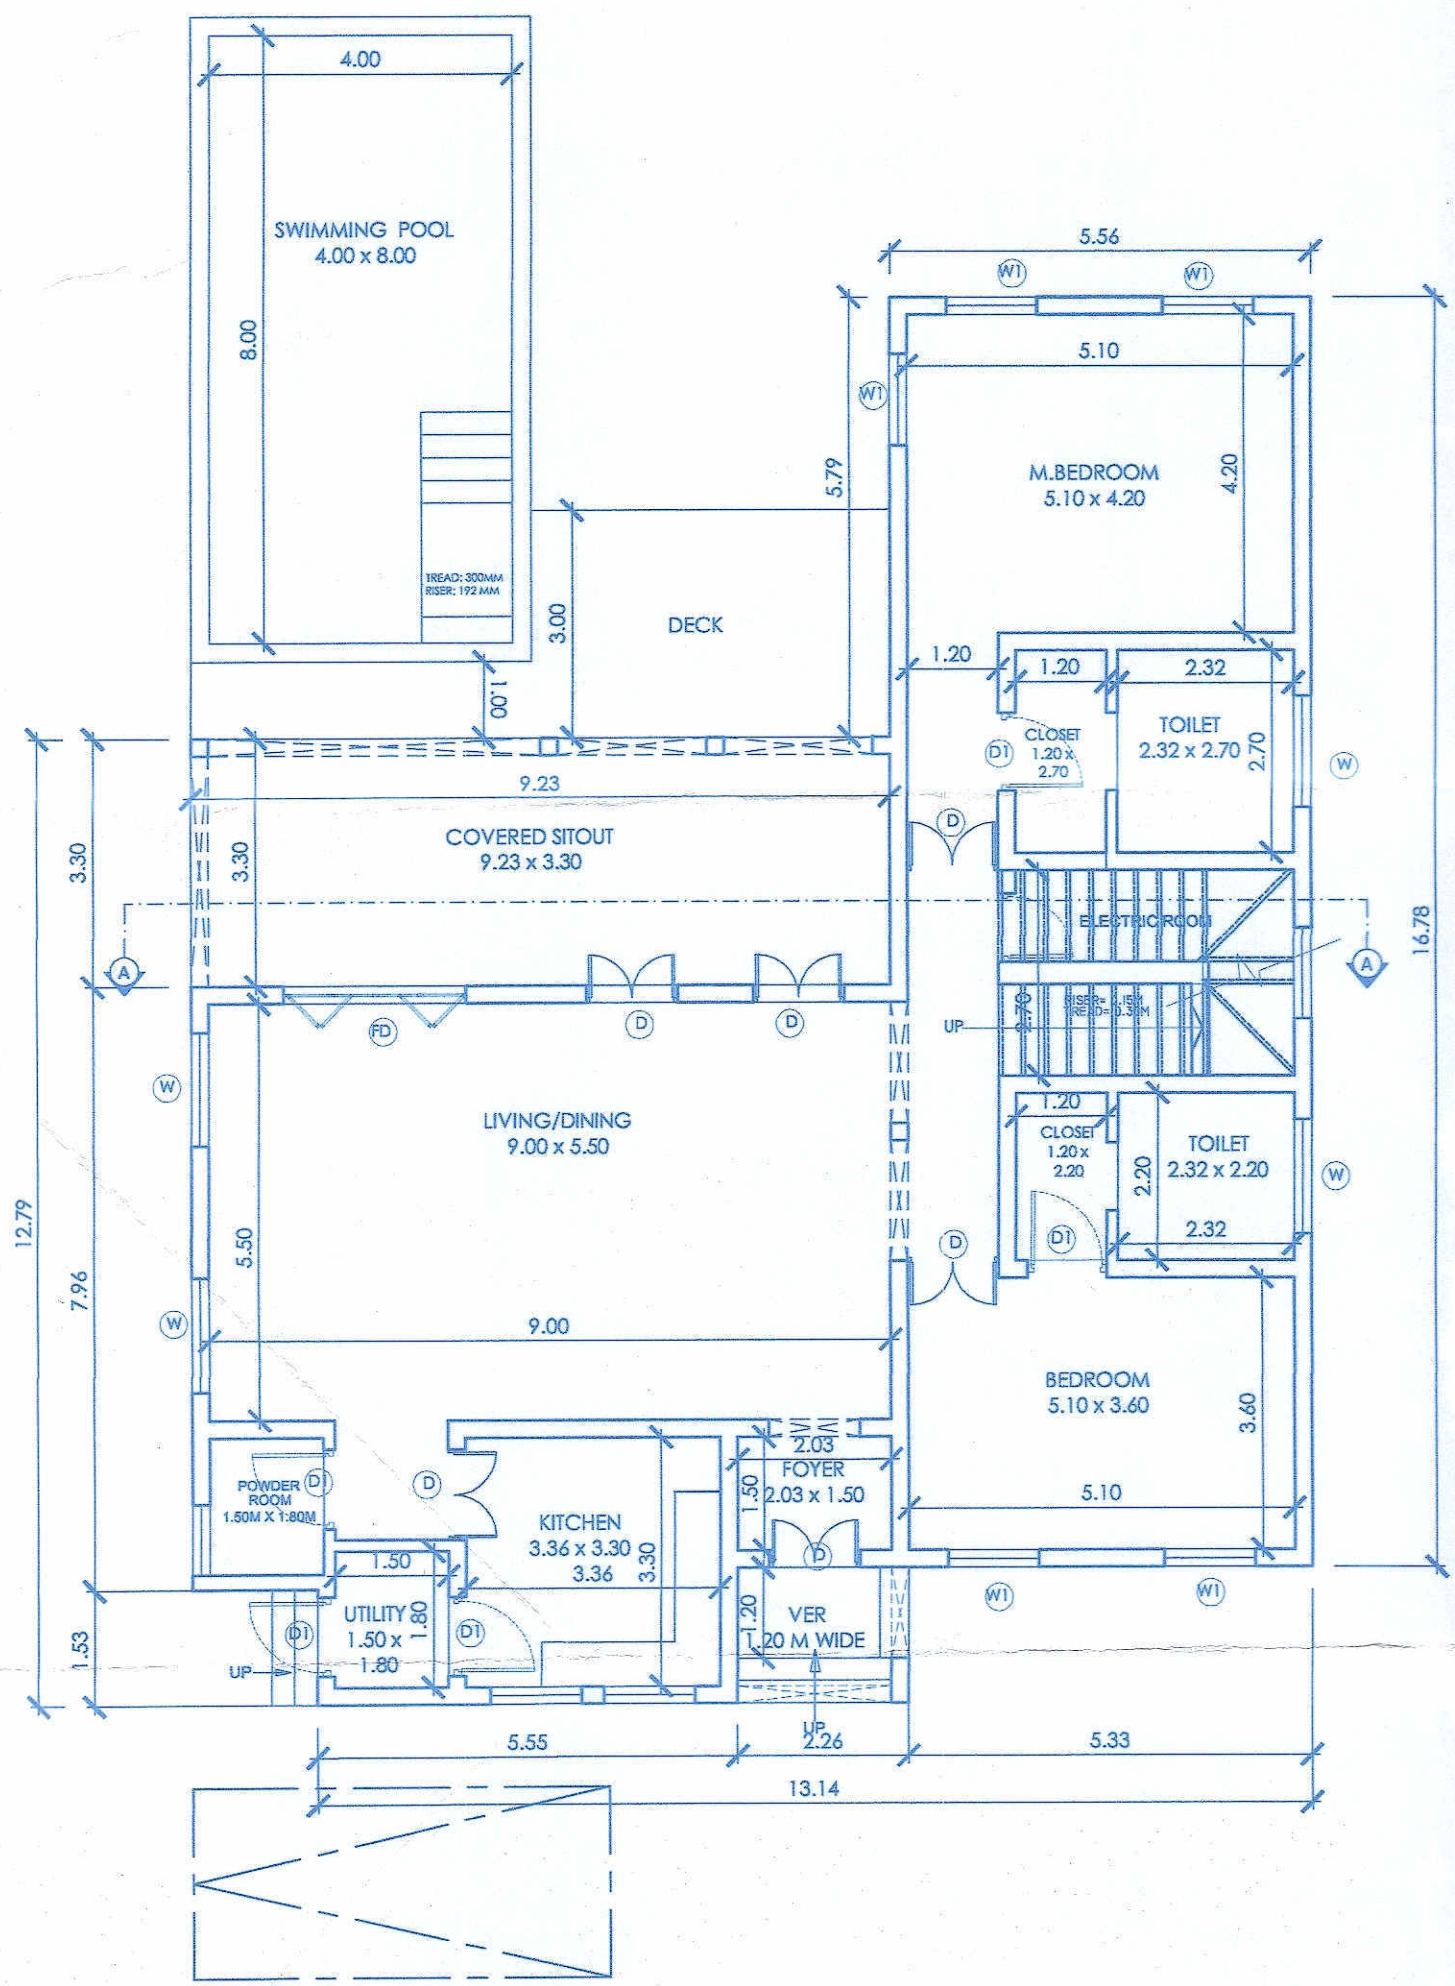 4.00
SWIMMING POOL
4.00 x 8.00
8.00
TREAD: 300MM
RISER: 192 MM
5.56
W1
W1
5.10
W1
M.BEDROOM
5.10 x 4.20
4.20
5.79
3.00
DECK
1.00
1.20
1.20
2.32
CLOSET
1.20 x
2.70
D1
TOILET
2.32 x 2.70
2.70
W
9.23
COVERED SITOUT
9.23 x 3.30
3.30
3.30
D
16.78
A
ELECTRIC ROOM
A
2.70
UP
FD
D
D
W
LIVING/DINING
9.00 x 5.50
1.20
CLOSET
1.20 x
2.20
2.20
TOILET
2.32 x 2.20
2.32
W
D1
D
12.79
7.96
5.50
W
9.00
BEDROOM
5.10 x 3.60
3.60
5.10
2.03
FOYER
2.03 x 1.50
1.50
D
POWDER
ROOM
1.50M X 1.80M
D1
D
KITCHEN
3.36 x 3.30
3.36
3.30
1.50
UTILITY
1.50 x
1.80
1.80
D1
D1
UP
1.53
1.20
VER
1.20 M WIDE
UP
W1
W1
5.55
2.26
5.33
13.14